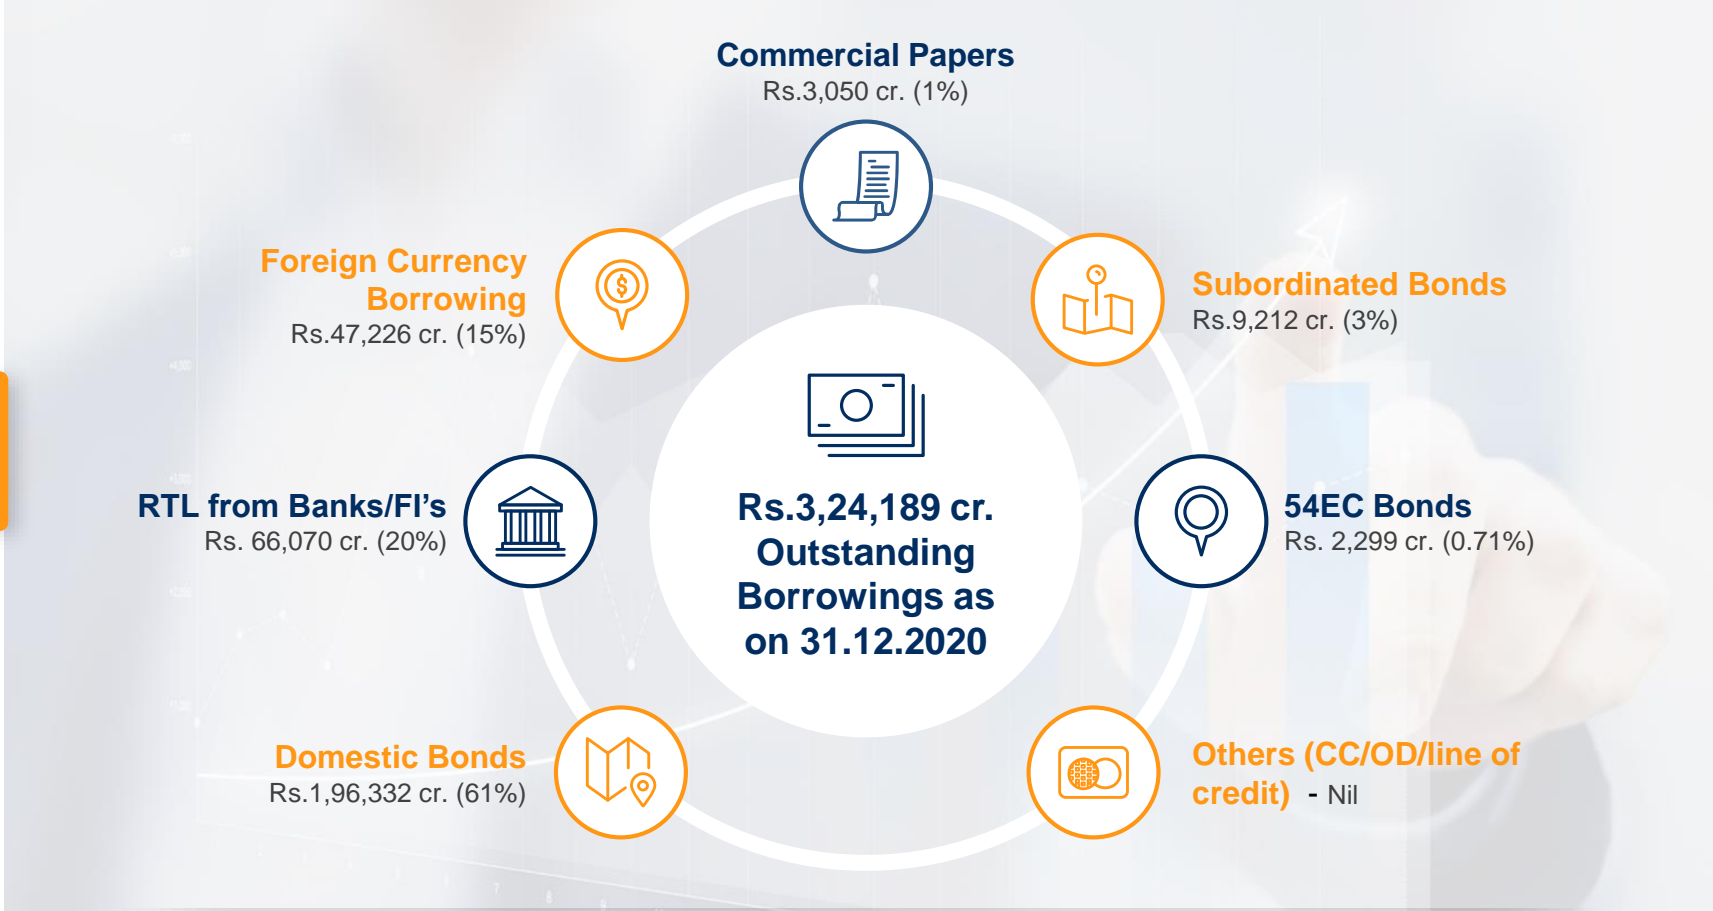 Commercial Papers
Rs.3,050 cr. (1%)
Foreign Currency
Borrowing
Rs.47,226 cr. (15%)
Subordinated Bonds
Rs.9,212 cr. (3%)
RTL from Banks/FI's
Rs. 66,070 cr. (20%)
Rs.3,24,189 cr.
Outstanding
Borrowings as
on 31.12.2020
54EC Bonds
Rs. 2,299 cr. (0.71%)
Domestic Bonds
Rs.1,96,332 cr. (61%)
Others (CC/OD/line of
credit) - Nil